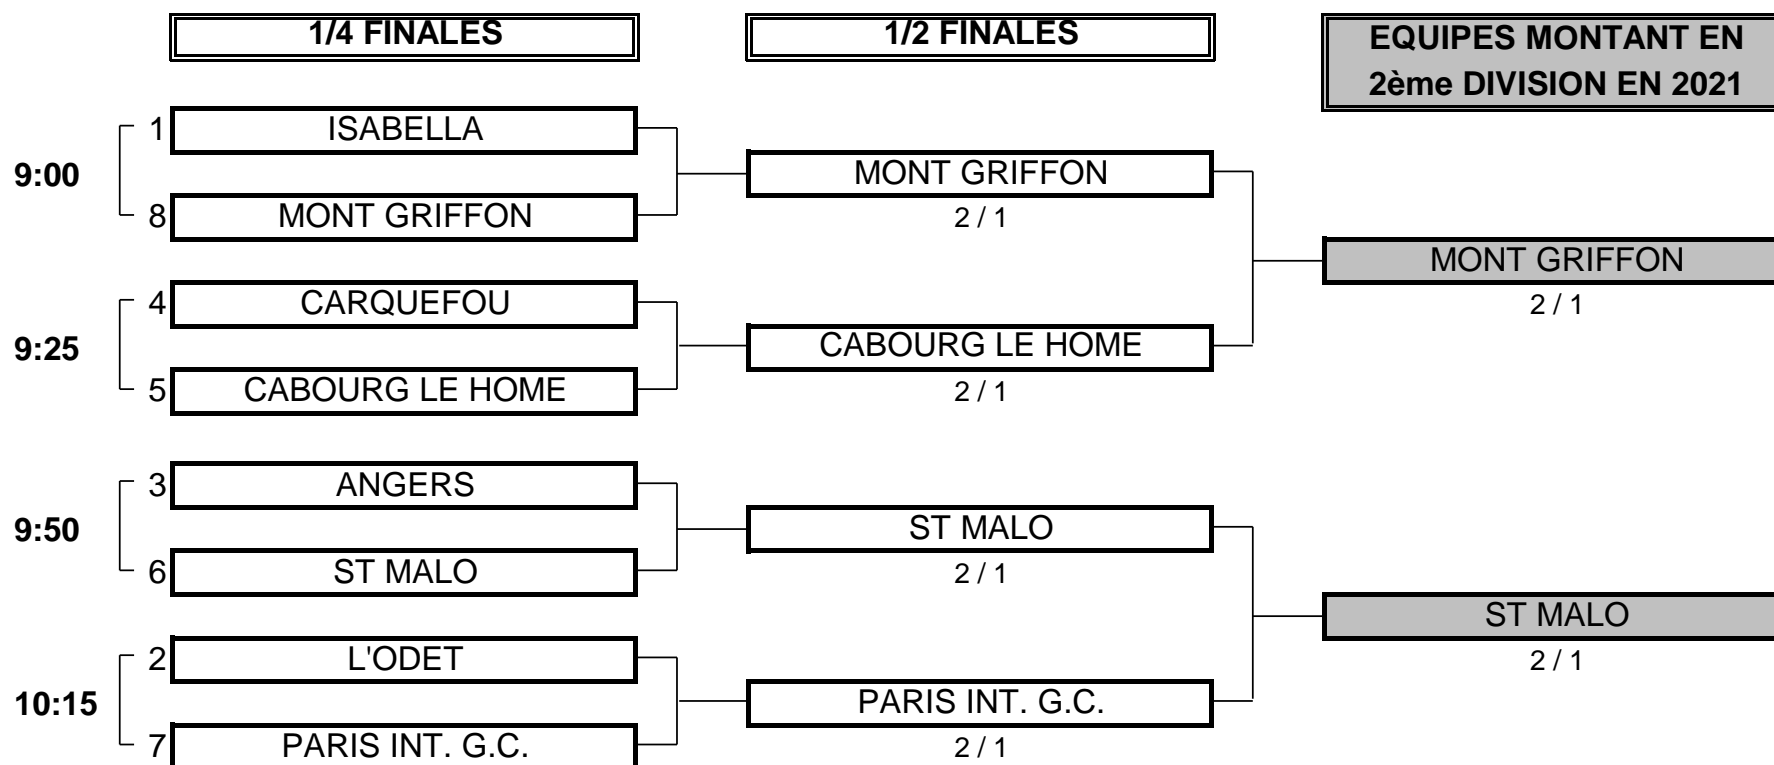 1/4 FINALES
1/2 FINALES
EQUIPES MONTANT EN
2ème DIVISION EN 2021
9:00
1
ISABELLA
8
MONT GRIFFON
MONT GRIFFON
2 / 1
9:25
4
CARQUEFOU
5
CABOURG LE HOME
CABOURG LE HOME
2 / 1
MONT GRIFFON
2 / 1
9:50
3
ANGERS
6
ST MALO
ST MALO
2 / 1
10:15
2
L'ODET
7
PARIS INT. G.C.
PARIS INT. G.C.
2 / 1
ST MALO
2 / 1